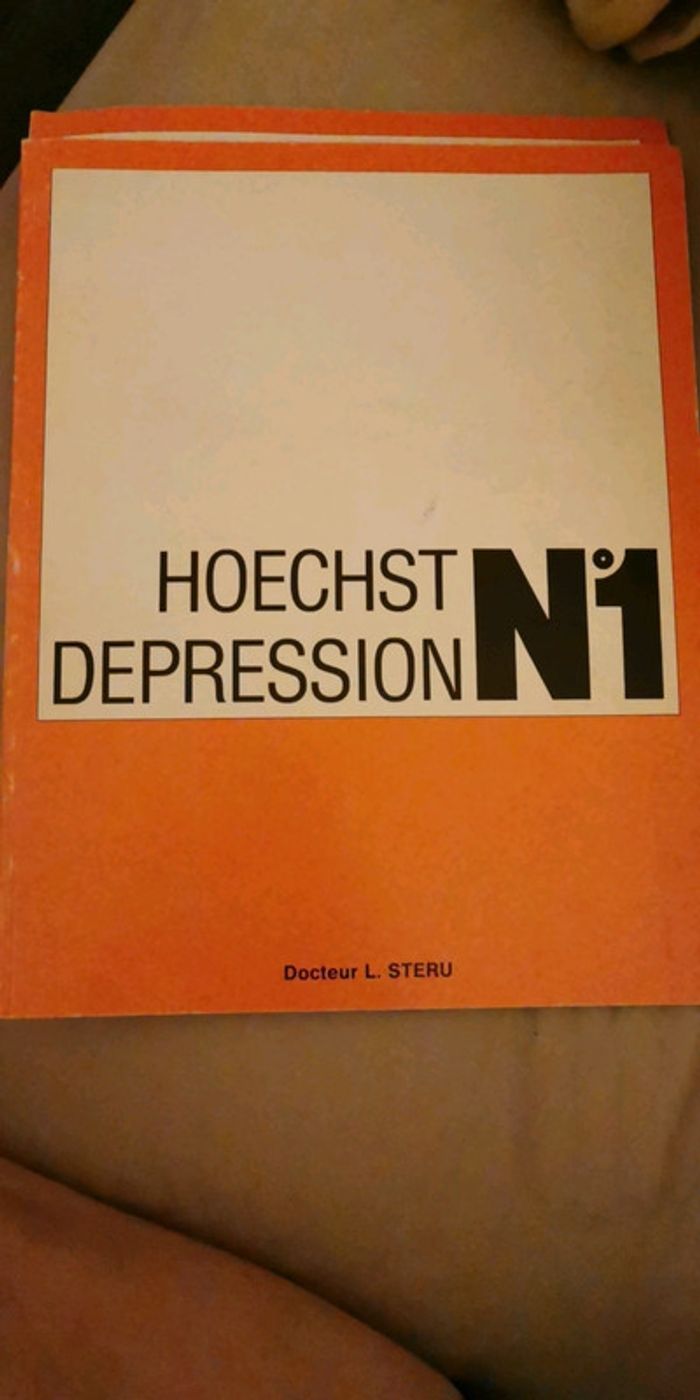 HOECHST
DEPRESSION N°1
Docteur L. STERU